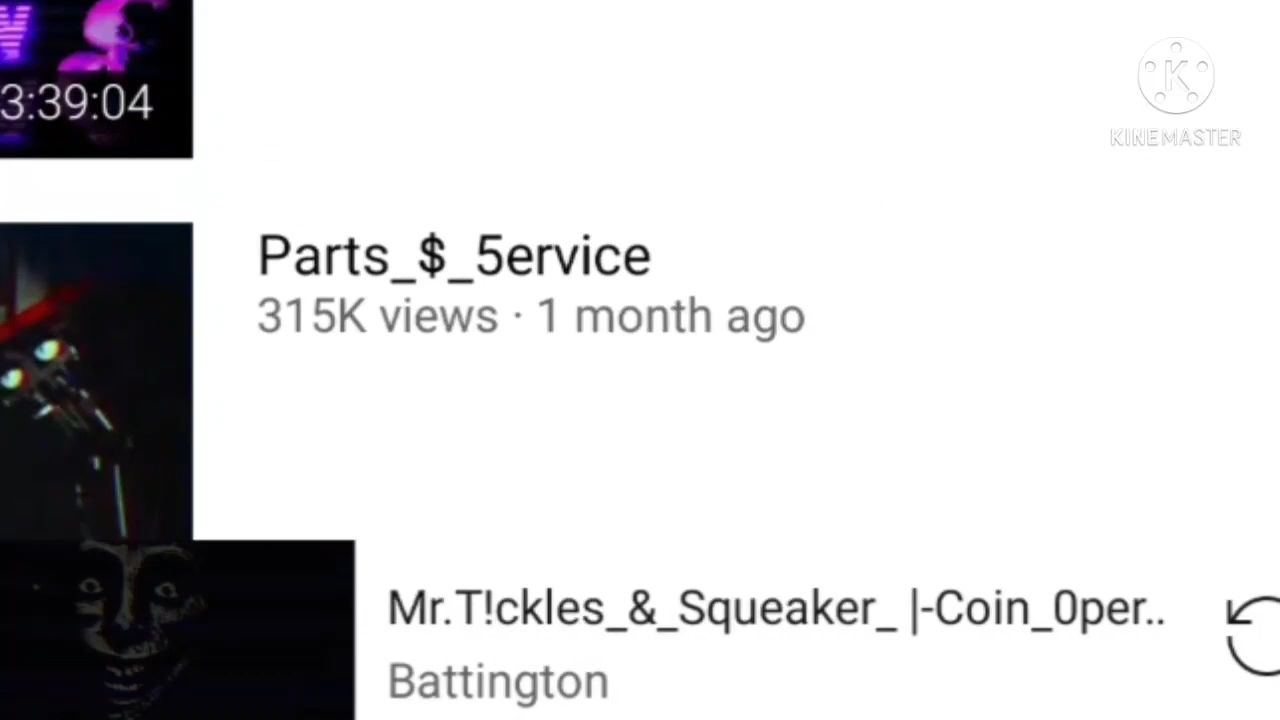 3:39:04
KINEMASTER
Parts_$_5ervice
315K views · 1 month ago
Mr.T!ckles_&_Squeaker_ |-Coin_0per..
Battington